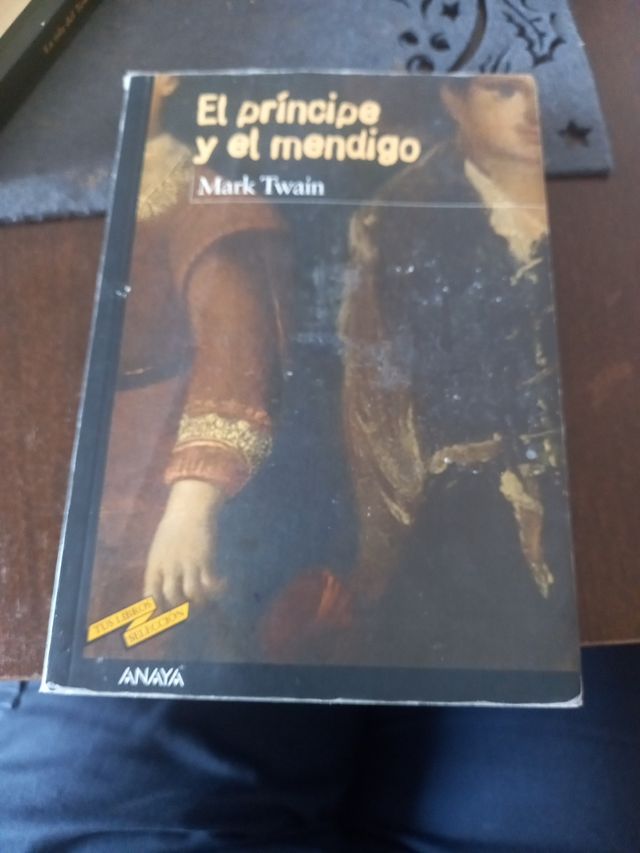 El príncipe
y el mendigo
Mark Twain
TUS LIBROS
SELECCIÓN
ANAYA